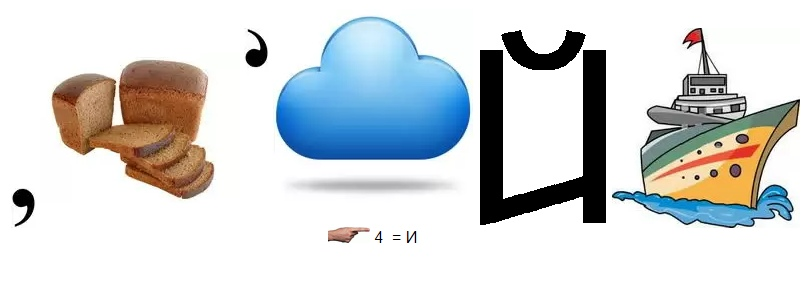 , , Й
4 = И